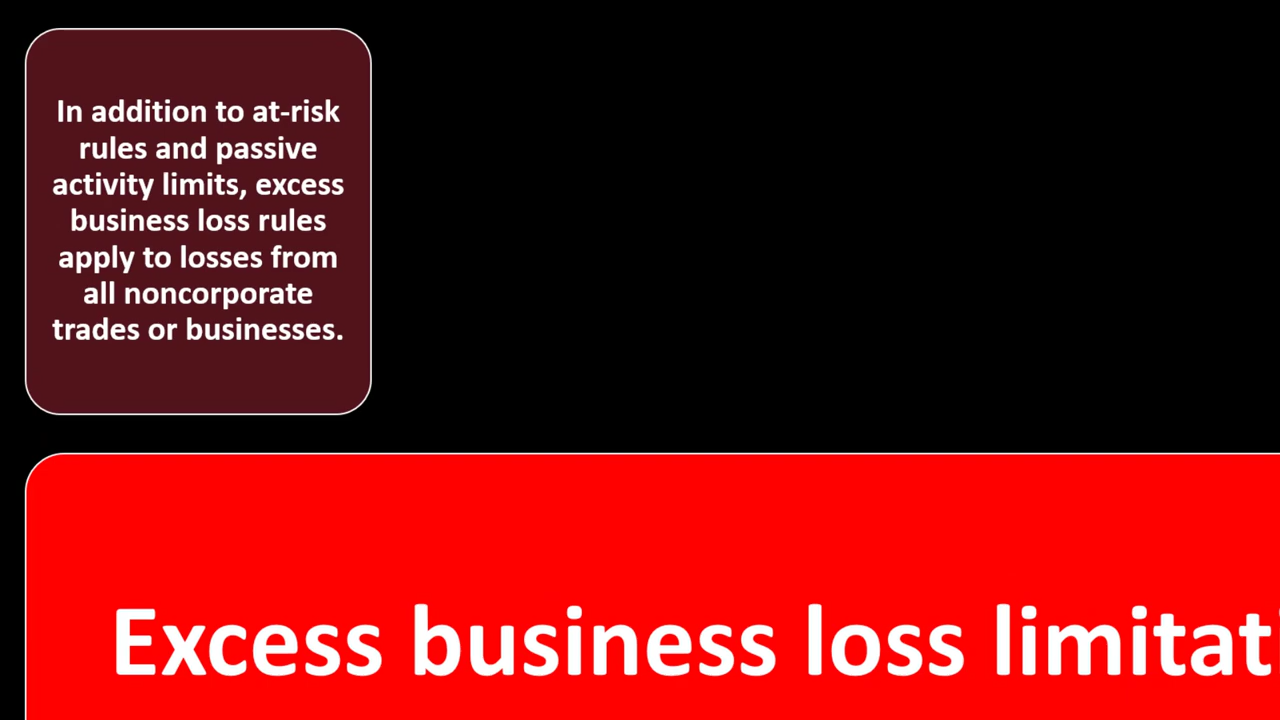 In addition to at-risk
rules and passive
activity limits, excess
business loss rules
apply to losses from
all noncorporate
trades or businesses.
Excess business loss limitat